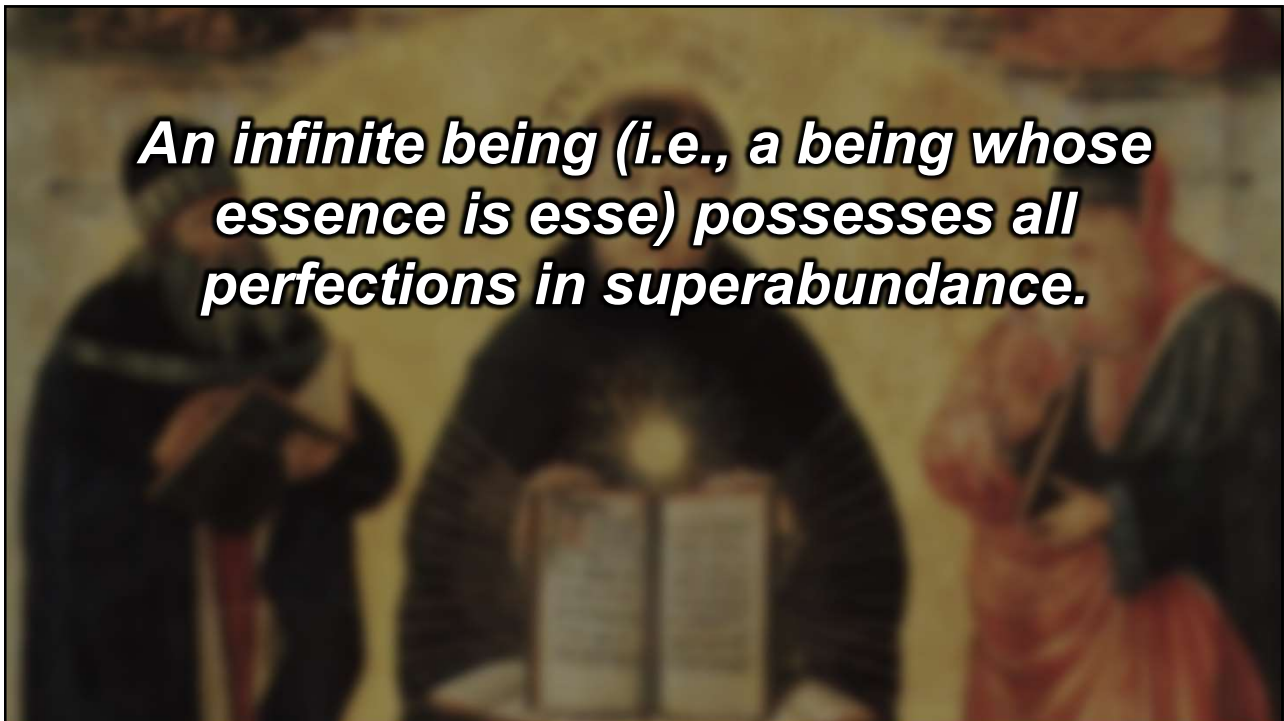 An infinite being (i.e., a being whose
essence is esse) possesses all
perfections in superabundance.